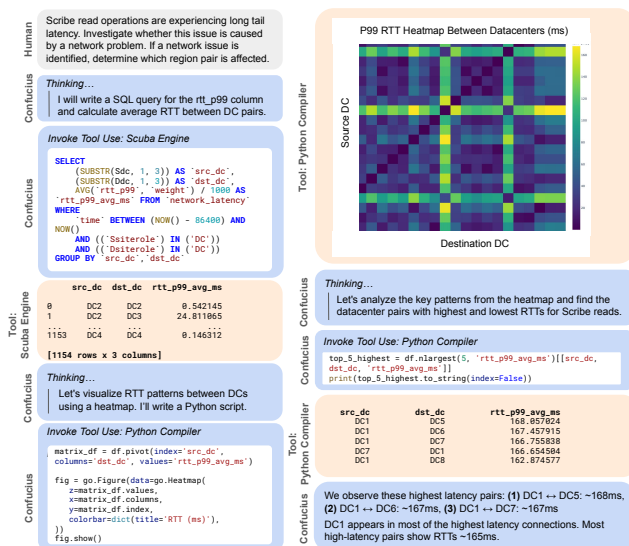 Human
Scribe read operations are experiencing long tail
latency. Investigate whether this issue is caused
by a network problem. If a network issue is
identified, determine which region pair is affected.
Confucius
Thinking…
I will write a SQL query for the rtt_p99 column
and calculate average RTT between DC pairs.
Confucius
Invoke Tool Use: Scuba Engine
SELECT
(SUBSTR(Sdc, 1, 3)) AS `src_dc`,
(SUBSTR(Ddc, 1, 3)) AS `dst_dc`,
AVG(`rtt_p99`, `weight`) / 1000 AS
`rtt_p99_avg_ms` FROM `network_latency`
WHERE
`time` BETWEEN (NOW() - 86400) AND
NOW()
AND ((`Ssiterole`) IN ('DC'))
AND ((`Dsiterole`) IN ('DC'))
GROUP BY `src_dc`,`dst_dc`
Tool:
Scuba Engine
src_dc dst_dc rtt_p99_avg_ms
0 DC2 DC2 0.542145
1 DC2 DC3 24.811065
... ... ... ...
1153 DC4 DC4 0.146312
[1154 rows x 3 columns]
Confucius
Thinking…
Let's visualize RTT patterns between DCs
using a heatmap. I'll write a Python script.
Confucius
Invoke Tool Use: Python Compiler
matrix_df = df.pivot(index='src_dc',
columns='dst_dc', values='rtt_p99_avg_ms')
fig = go.Figure(data=go.Heatmap(
z=matrix_df.values,
x=matrix_df.columns,
y=matrix_df.index,
colorbar=dict(title='RTT (ms)'),
))
fig.show()
Tool: Python Compiler
P99 RTT Heatmap Between Datacenters (ms)
Source DC
Destination DC
Confucius
Thinking…
Let's analyze the key patterns from the heatmap and find the
datacenter pairs with highest and lowest RTTs for Scribe reads.
Confucius
Invoke Tool Use: Python Compiler
top_5_highest = df.nlargest(5, 'rtt_p99_avg_ms')[[src_dc,
dst_dc, 'rtt_p99_avg_ms']]
print(top_5_highest.to_string(index=False))
Tool:
Python Compiler
src_dc dst_dc rtt_p99_avg_ms
DC1 DC5 168.057024
DC1 DC6 167.457915
DC1 DC7 166.755838
DC7 DC1 166.654504
DC1 DC8 162.874577
Confucius
We observe these highest latency pairs: (1) DC1 ↔ DC5: ~168ms,
(2) DC1 ↔ DC6: ~167ms, (3) DC1 ↔ DC7: ~167ms
DC1 appears in most of the highest latency connections. Most
high-latency pairs show RTTs ~165ms.